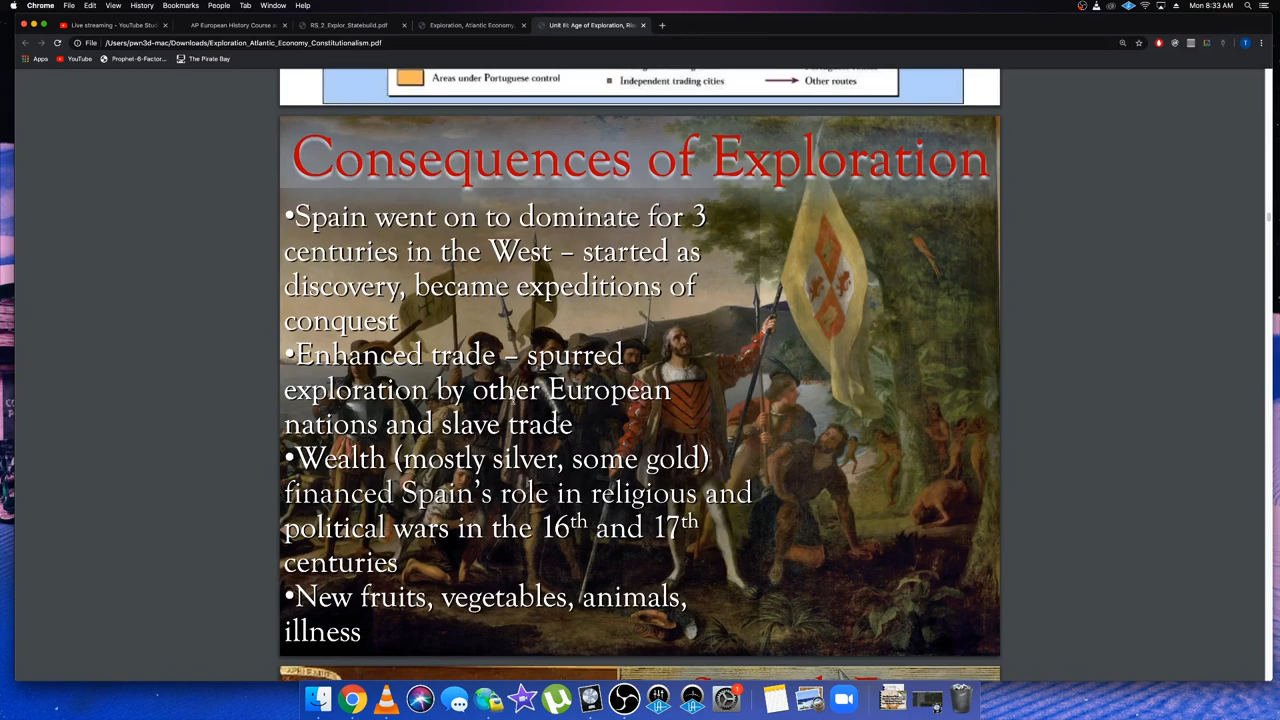 Chrome File Edit View History Bookmarks People Tab Window Help Mon 8:33 AM
Live streaming - YouTube Stud AP European History Course a RS_2_Explor_Statebuild.pdf Exploration, Atlantic Economy, Unit III: Age of Exploration, Ris
File /Users/pwn3d-mac/Downloads/Exploration_Atlantic_Economy_Constitutionalism.pdf
Apps YouTube Prophet-6-Factor... The Pirate Bay
Areas under Portuguese control Independent trading cities Other routes
Consequences of Exploration
•Spain went on to dominate for 3
centuries in the West – started as
discovery, became expeditions of
conquest
•Enhanced trade – spurred
exploration by other European
nations and slave trade
•Wealth (mostly silver, some gold)
financed Spain's role in religious and
political wars in the 16th and 17th
centuries
•New fruits, vegetables, animals,
illness